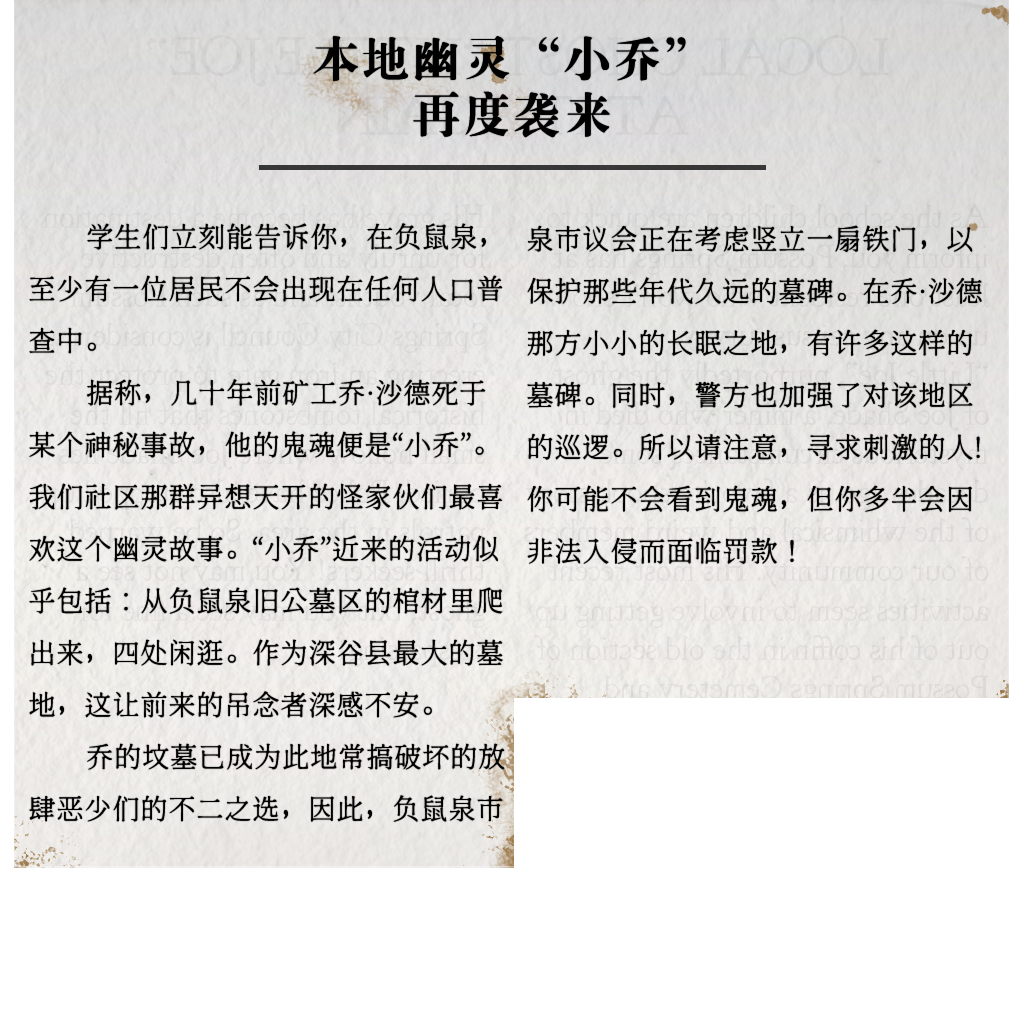 本地幽灵“小乔”
再度袭来
学生们立刻能告诉你，在负鼠泉，
至少有一位居民不会出现在任何人口普
查中。
据称，几十年前矿工乔·沙德死于
某个神秘事故，他的鬼魂便是“小乔”。
我们社区那群异想天开的怪家伙们最喜
欢这个幽灵故事。“小乔”近来的活动似
乎包括：从负鼠泉旧公墓区的棺材里爬
出来，四处闲逛。作为深谷县最大的墓
地，这让前来的吊念者深感不安。
乔的坟墓已成为此地常搞破坏的放
肆恶少们的不二之选，因此，负鼠泉市
泉市议会正在考虑竖立一扇铁门，以
保护那些年代久远的墓碑。在乔·沙德
那方小小的长眠之地，有许多这样的
墓碑。同时，警方也加强了对该地区
的巡逻。所以请注意，寻求刺激的人!
你可能不会看到鬼魂，但你多半会因
非法入侵而面临罚款！